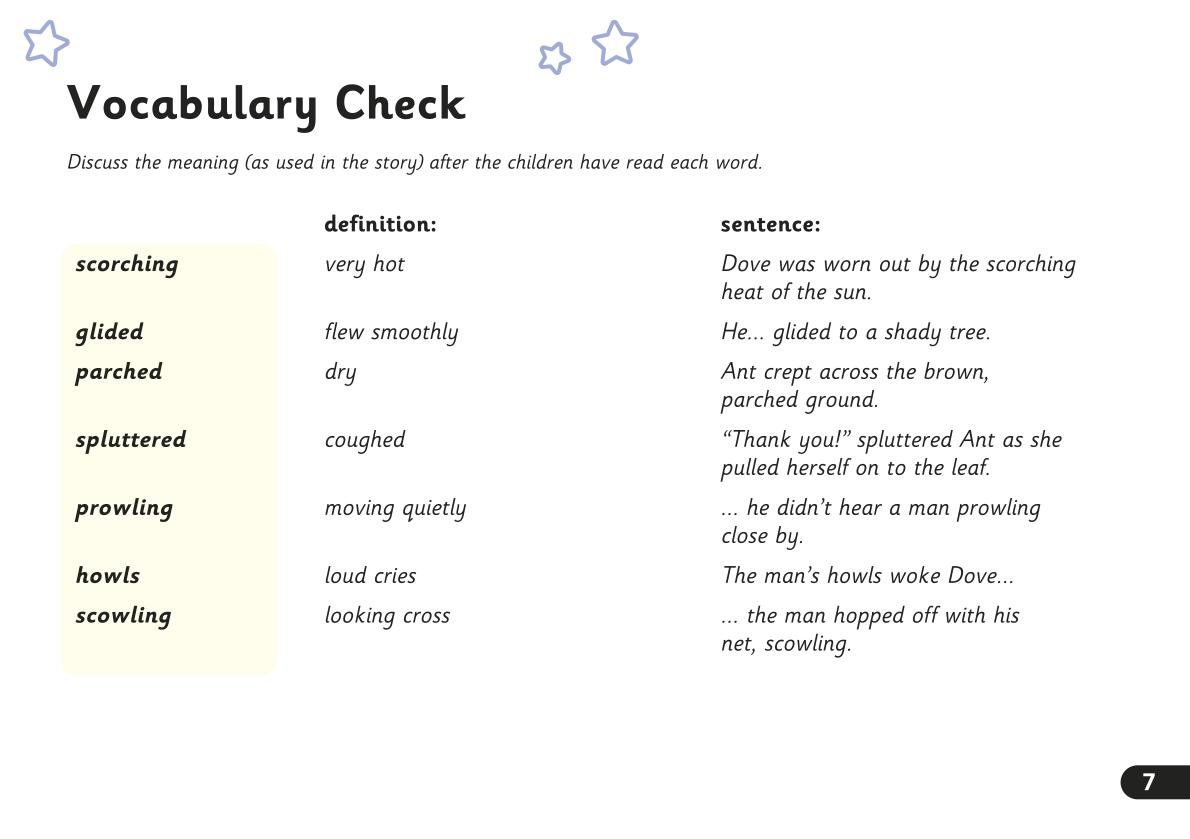 Vocabulary Check
Discuss the meaning (as used in the story) after the children have read each word.
definition: sentence:
scorching very hot Dove was worn out by the scorching
heat of the sun.
glided flew smoothly He… glided to a shady tree.
parched dry Ant crept across the brown,
parched ground.
spluttered coughed “Thank you!” spluttered Ant as she
pulled herself on to the leaf.
prowling moving quietly … he didn’t hear a man prowling
close by.
howls loud cries The man’s howls woke Dove…
scowling looking cross … the man hopped off with his
net, scowling.
7